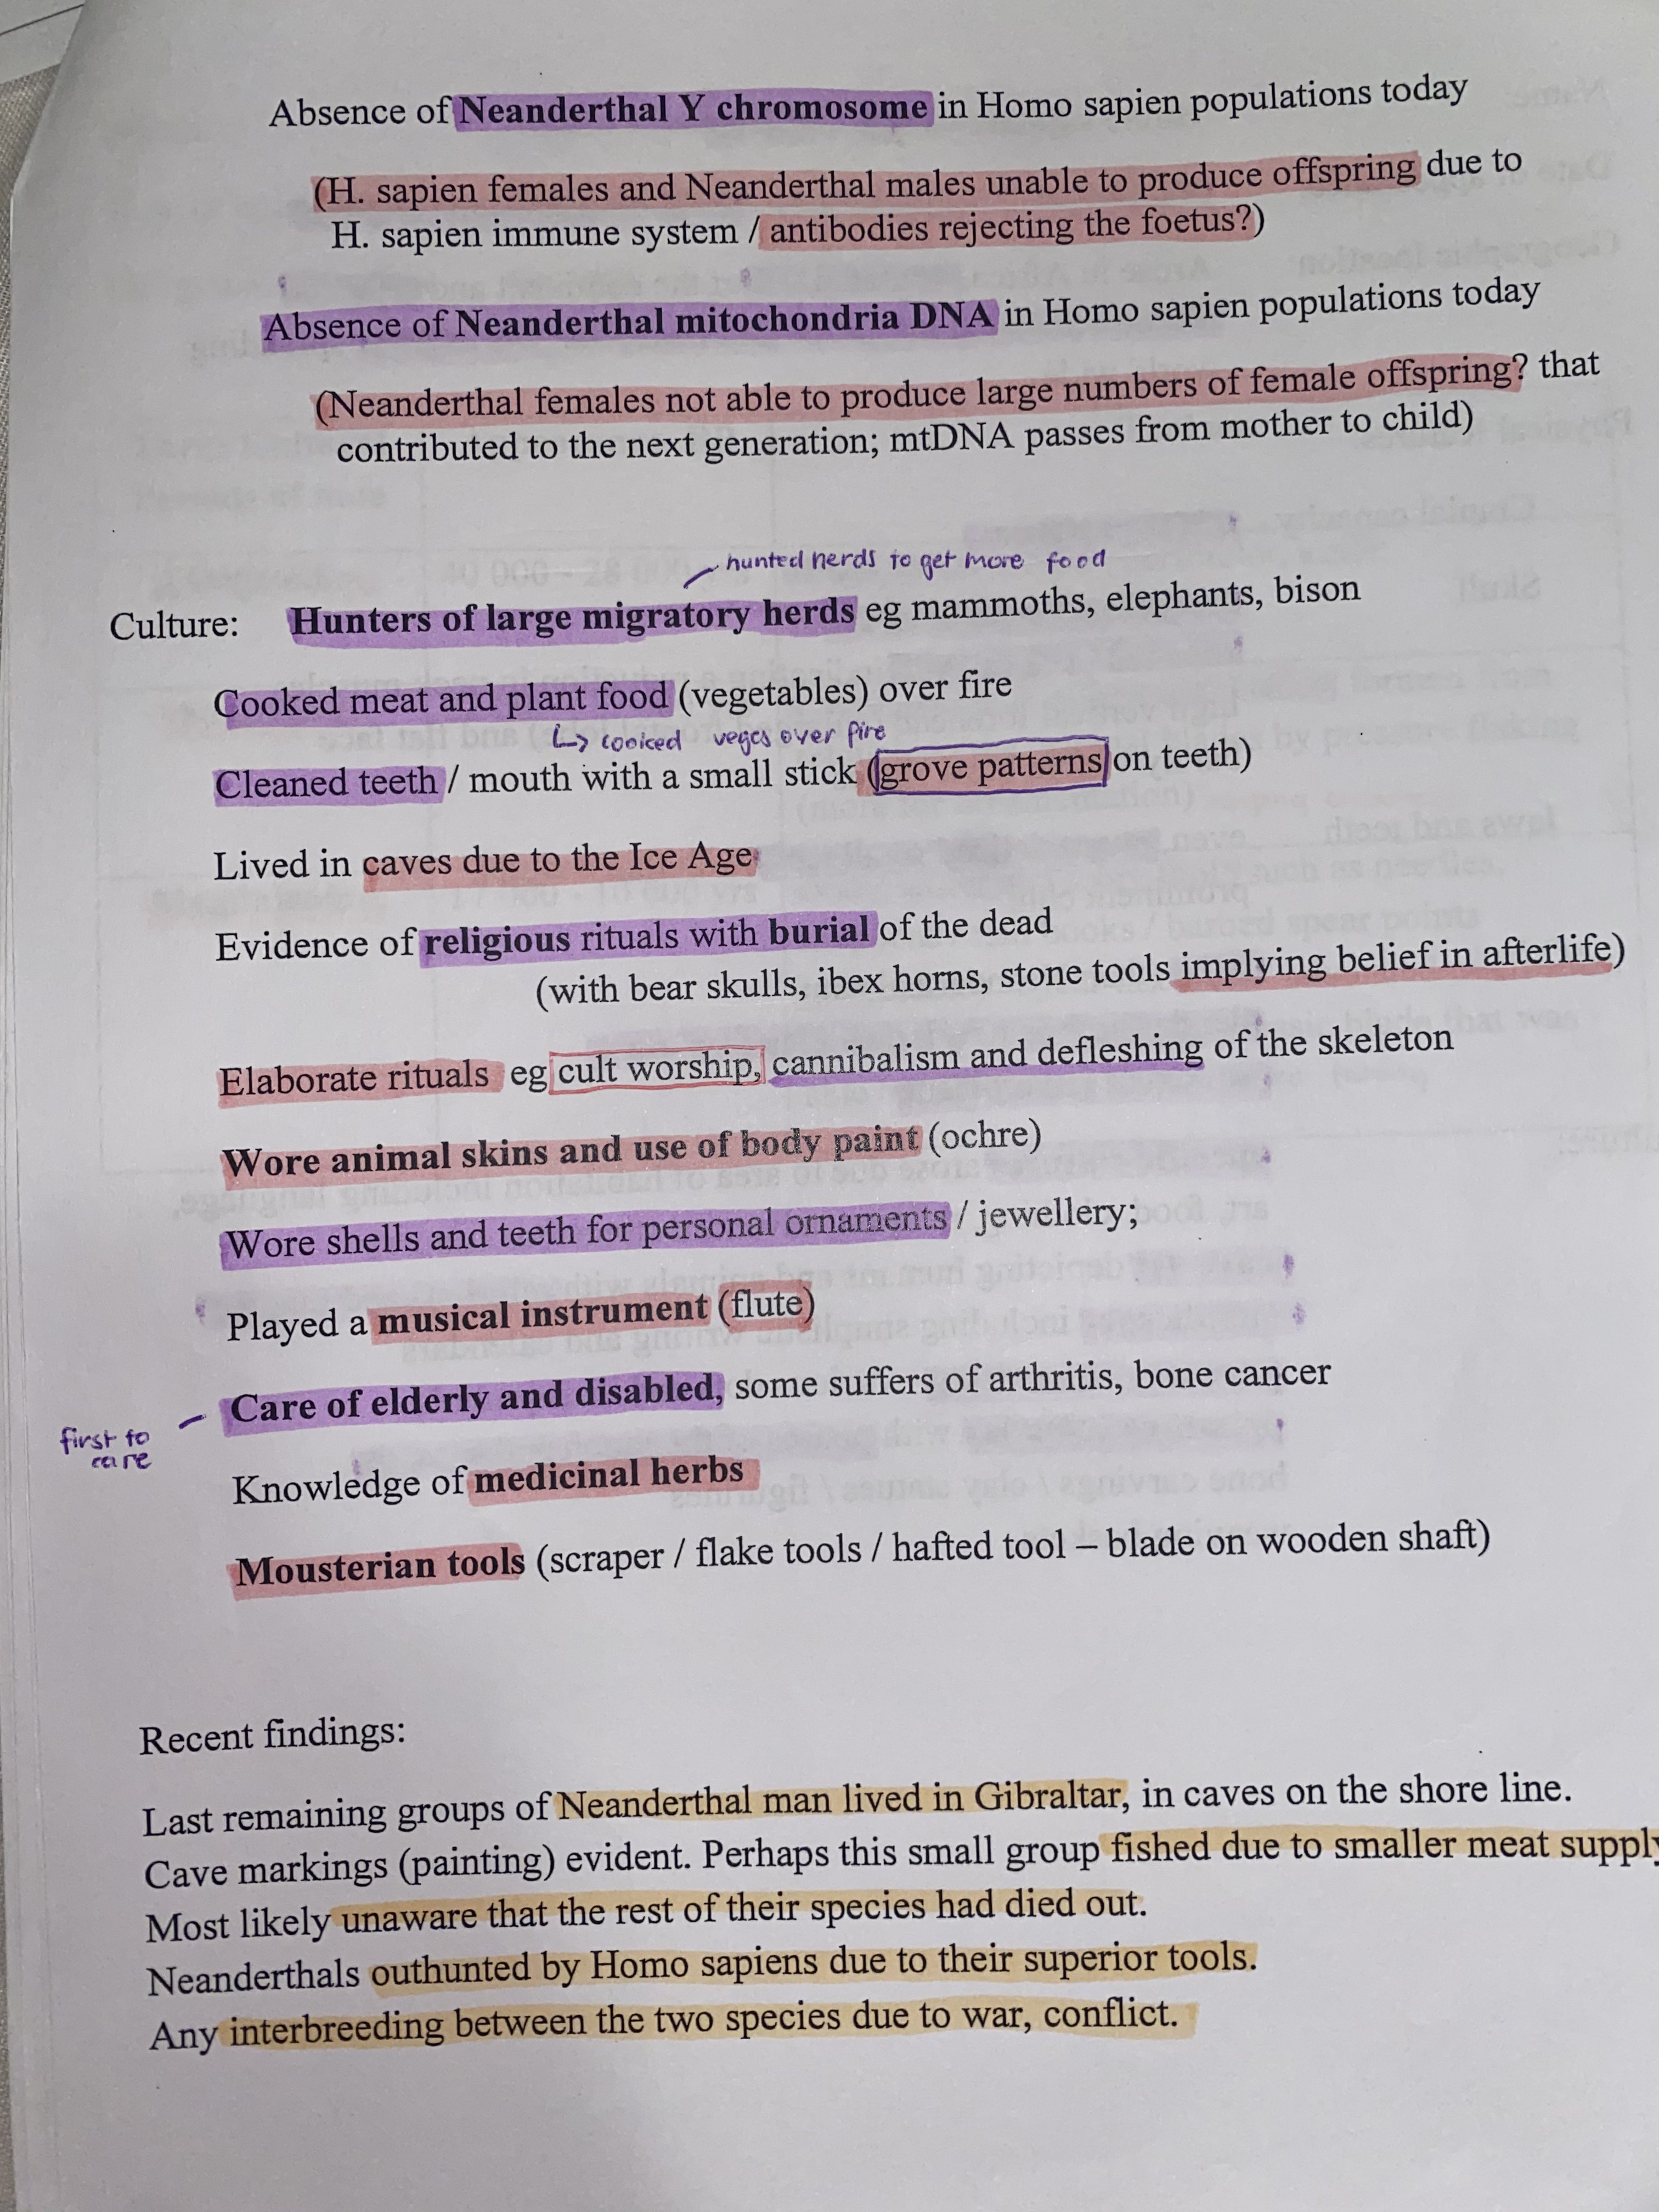 Absence of Neanderthal Y chromosome in Homo sapien populations today
(H. sapien females and Neanderthal males unable to produce offspring due to
H. sapien immune system / antibodies rejecting the foetus?)
Absence of Neanderthal mitochondria DNA in Homo sapien populations today
(Neanderthal females not able to produce large numbers of female offspring? that
contributed to the next generation; mtDNA passes from mother to child)
hunted herds to get more food
Culture: Hunters of large migratory herds eg mammoths, elephants, bison
Cooked meat and plant food (vegetables) over fire
↳ cooked veges over fire
Cleaned teeth / mouth with a small stick (grove patterns on teeth)
Lived in caves due to the Ice Age
Evidence of religious rituals with burial of the dead
(with bear skulls, ibex horns, stone tools implying belief in afterlife)
Elaborate rituals eg cult worship, cannibalism and defleshing of the skeleton
Wore animal skins and use of body paint (ochre)
Wore shells and teeth for personal ornaments / jewellery;
Played a musical instrument (flute)
Care of elderly and disabled, some suffers of arthritis, bone cancer
first to
care
Knowledge of medicinal herbs
Mousterian tools (scraper / flake tools / hafted tool – blade on wooden shaft)
Recent findings:
Last remaining groups of Neanderthal man lived in Gibraltar, in caves on the shore line.
Cave markings (painting) evident. Perhaps this small group fished due to smaller meat supply
Most likely unaware that the rest of their species had died out.
Neanderthals outhunted by Homo sapiens due to their superior tools.
Any interbreeding between the two species due to war, conflict.